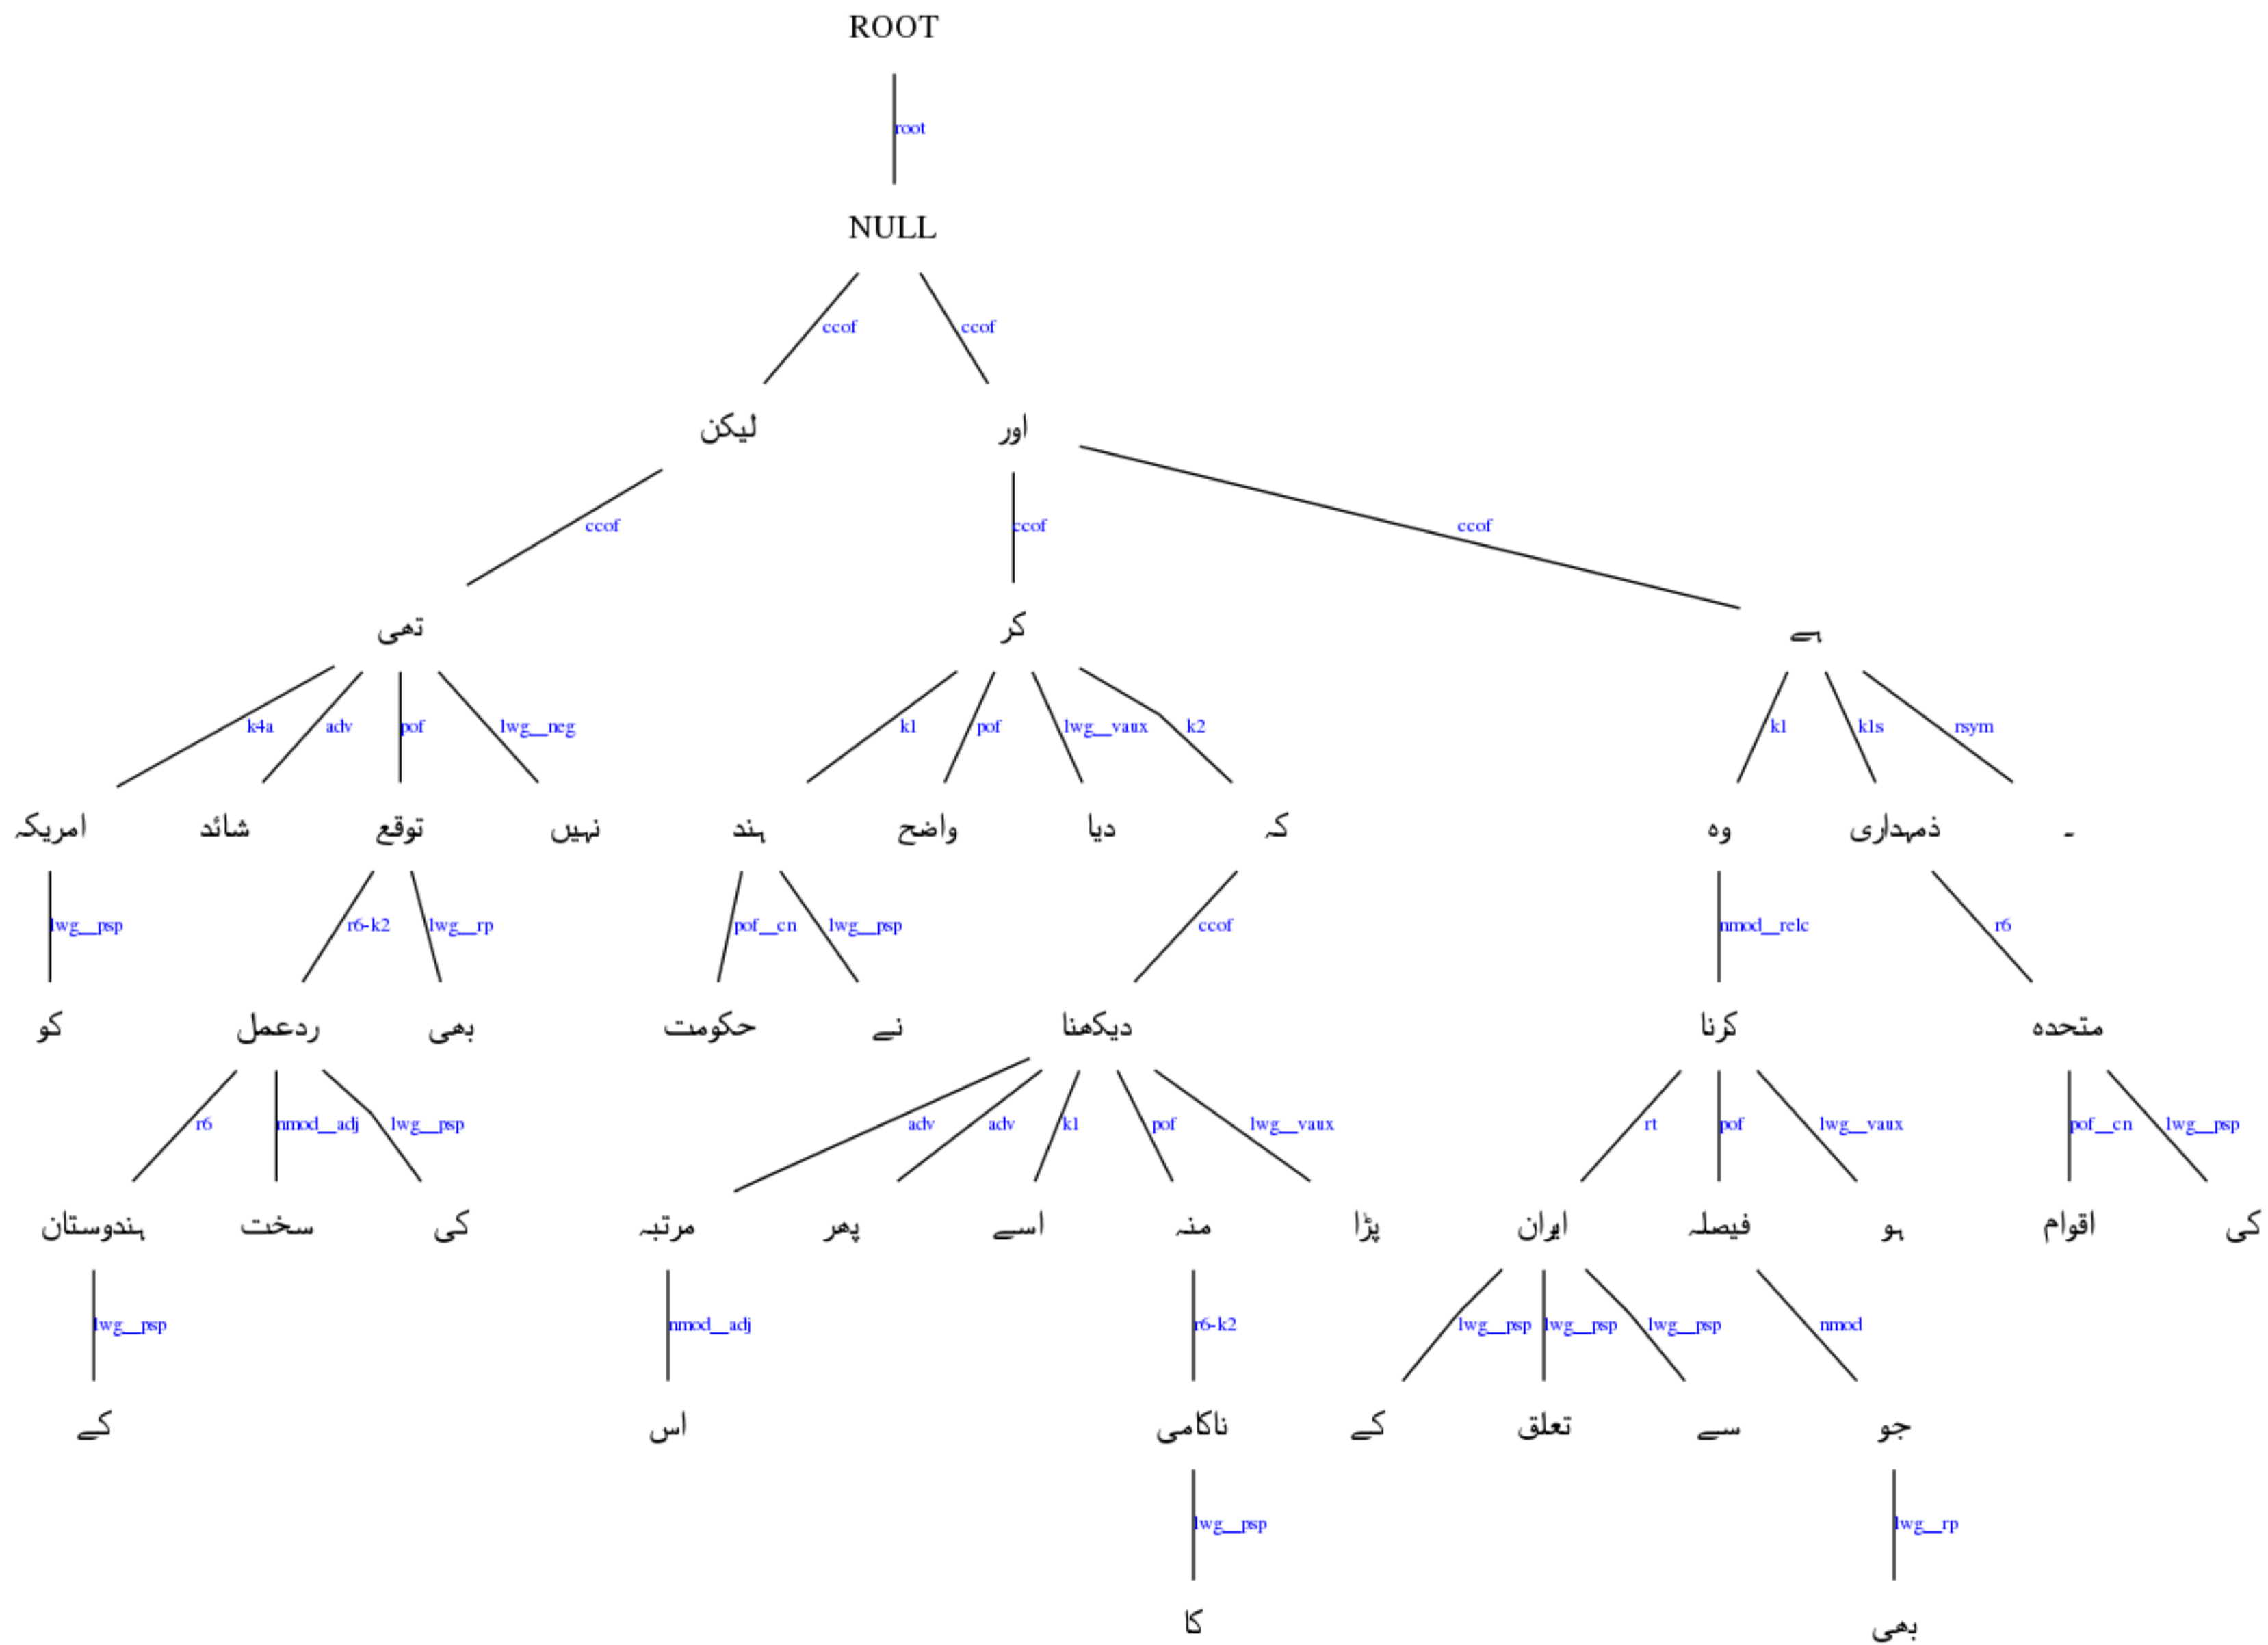 ROOT
root
NULL
ccof ccof
لیکن اور
ccof ccof ccof
تھی کر ہے
k4a adv pof lwg__neg k1 pof lwg__vaux k2 k1 k1s rsym
امریکہ شائد توقع نہیں ہند واضح دیا کہ وہ ذمہداری ۔
lwg__psp r6-k2 lwg__rp pof__cn lwg__psp ccof nmod__relc r6
کو ردعمل بھی حکومت نے دیکھنا کرنا متحدہ
r6 nmod__adj lwg__psp adv adv k1 pof lwg__vaux rt pof lwg__vaux pof__cn lwg__psp
ہندوستان سخت کی مرتبہ پھر اسے منہ پڑا ایران فیصلہ ہو اقوام کی
lwg__psp nmod__adj r6-k2 lwg__psp lwg__psp lwg__psp nmod
کے اس ناکامی کے تعلق سے جو
lwg__psp lwg__rp
کا بھی